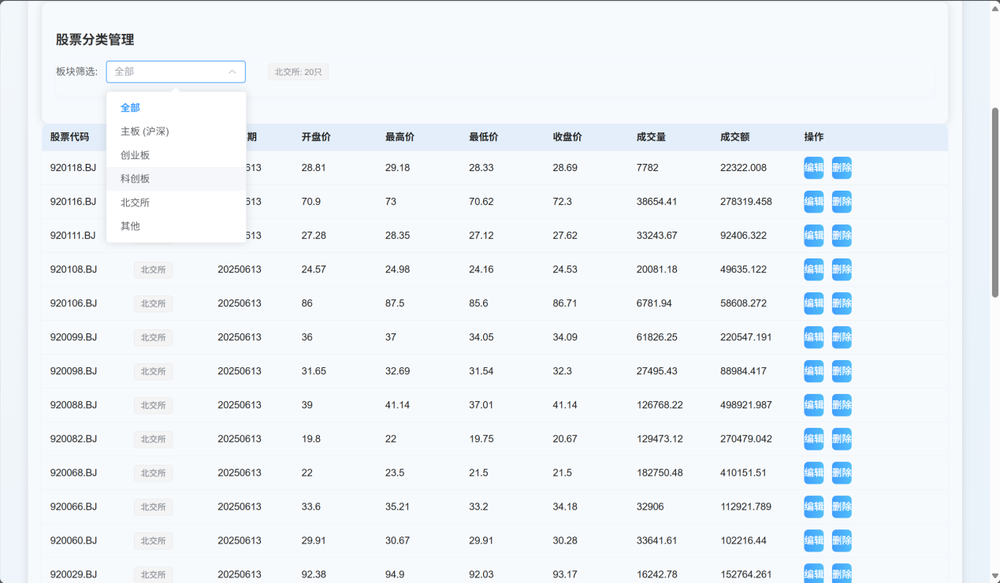 股票分类管理
板块筛选: 全部 北交所: 20只
全部
主板 (沪深)
创业板
科创板
北交所
其他
股票代码 期 开盘价 最高价 最低价 收盘价 成交量 成交额 操作
920118.BJ 613 28.81 29.18 28.33 28.69 7782 22322.008 编辑 删除
920116.BJ 613 70.9 73 70.62 72.3 38654.41 278319.458 编辑 删除
920111.BJ 613 27.28 28.35 27.12 27.62 33243.67 92406.322 编辑 删除
920108.BJ 北交所 20250613 24.57 24.98 24.16 24.53 20081.18 49635.122 编辑 删除
920106.BJ 北交所 20250613 86 87.5 85.6 86.71 6781.94 58608.272 编辑 删除
920099.BJ 北交所 20250613 36 37 34.05 34.09 61826.25 220547.191 编辑 删除
920098.BJ 北交所 20250613 31.65 32.69 31.54 32.3 27495.43 88984.417 编辑 删除
920088.BJ 北交所 20250613 39 41.14 37.01 41.14 126768.22 498921.987 编辑 删除
920082.BJ 北交所 20250613 19.8 22 19.75 20.67 129473.12 270479.042 编辑 删除
920068.BJ 北交所 20250613 22 23.5 21.5 21.5 182750.48 410151.51 编辑 删除
920066.BJ 北交所 20250613 33.6 35.21 33.2 34.18 32906 112921.789 编辑 删除
920060.BJ 北交所 20250613 29.91 30.67 29.91 30.28 33641.61 102216.44 编辑 删除
920029.BJ 北交所 20250613 92.38 94.9 92.03 93.17 16242.78 152764.261 编辑 删除